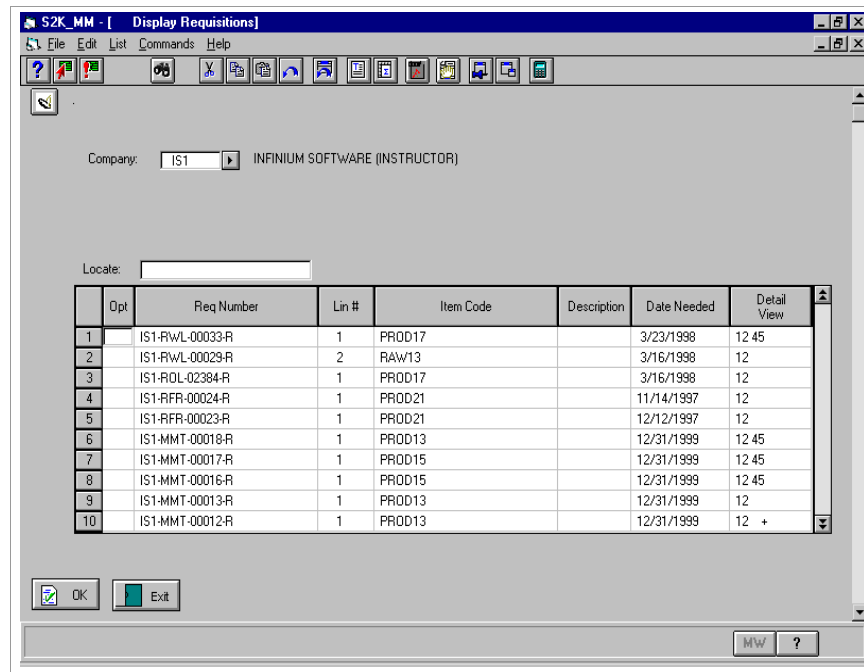 S2K_MM - [ Display Requisitions]
File Edit List Commands Help
Company: IS1 INFINIUM SOFTWARE (INSTRUCTOR)
Locate:
Opt Req Number Lin # Item Code Description Date Needed Detail View
1 IS1-RWL-00033-R 1 PROD17 3/23/1998 12 45
2 IS1-RWL-00029-R 2 RAW13 3/16/1998 12
3 IS1-ROL-02384-R 1 PROD17 3/16/1998 12
4 IS1-RFR-00024-R 1 PROD21 11/14/1997 12
5 IS1-RFR-00023-R 1 PROD21 12/12/1997 12
6 IS1-MMT-00018-R 1 PROD13 12/31/1999 12 45
7 IS1-MMT-00017-R 1 PROD15 12/31/1999 12 45
8 IS1-MMT-00016-R 1 PROD15 12/31/1999 12 45
9 IS1-MMT-00013-R 1 PROD13 12/31/1999 12
10 IS1-MMT-00012-R 1 PROD13 12/31/1999 12 +
OK Exit
MW ?